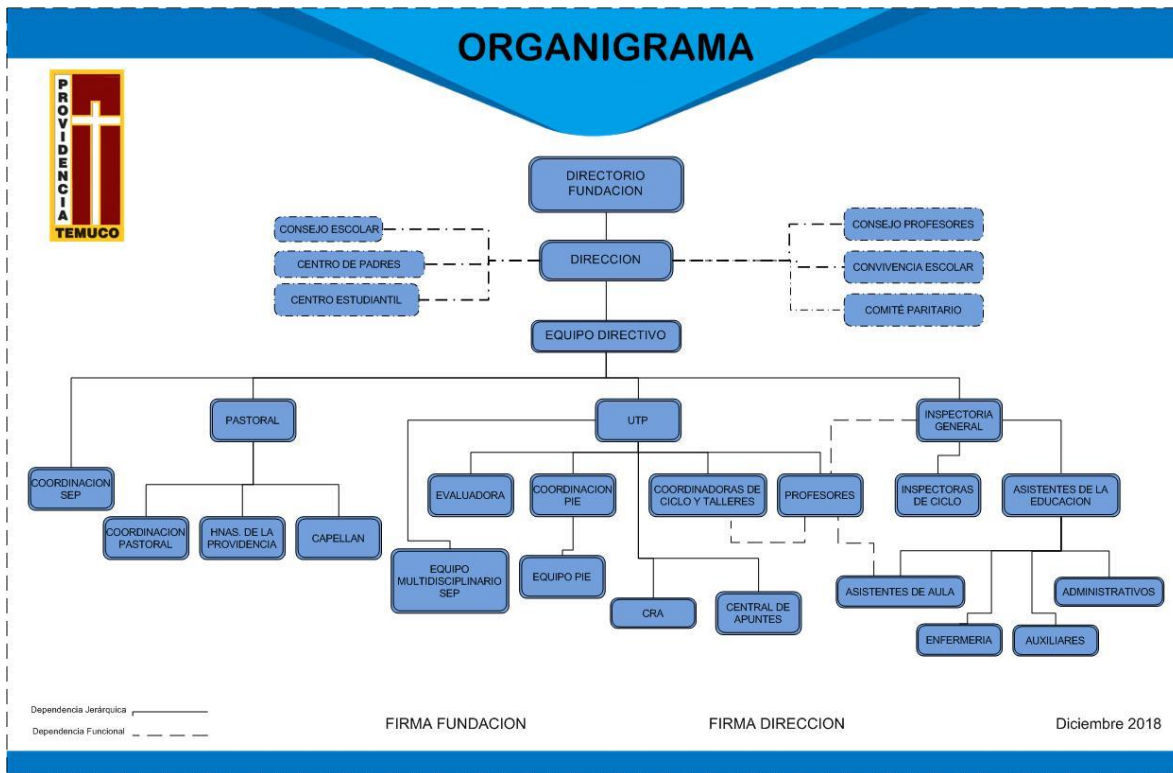 ORGANIGRAMA
PROVIDENCIA
TEMUCO
DIRECTORIO
FUNDACION
CONSEJO ESCOLAR
CENTRO DE PADRES
CENTRO ESTUDIANTIL
DIRECCION
CONSEJO PROFESORES
CONVIVENCIA ESCOLAR
COMITÉ PARITARIO
EQUIPO DIRECTIVO
PASTORAL
UTP
INSPECTORIA
GENERAL
COORDINACION
SEP
EVALUADORA
COORDINACION
PIE
COORDINADORAS DE
CICLO Y TALLERES
PROFESORES
INSPECTORAS
DE CICLO
ASISTENTES DE LA
EDUCACION
COORDINACION
PASTORAL
HNAS. DE LA
PROVIDENCIA
CAPELLAN
EQUIPO
MULTIDISCIPLINARIO
SEP
EQUIPO PIE
CRA
CENTRAL DE
APUNTES
ASISTENTES DE AULA
ADMINISTRATIVOS
ENFERMERIA
AUXILIARES
Dependencia Jerárquica
Dependencia Funcional
FIRMA FUNDACION
FIRMA DIRECCION
Diciembre 2018